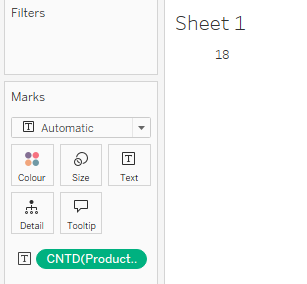 Filters
Sheet 1
18
Marks
Automatic
Colour
Size
Text
Detail
Tooltip
CNTD(Product..